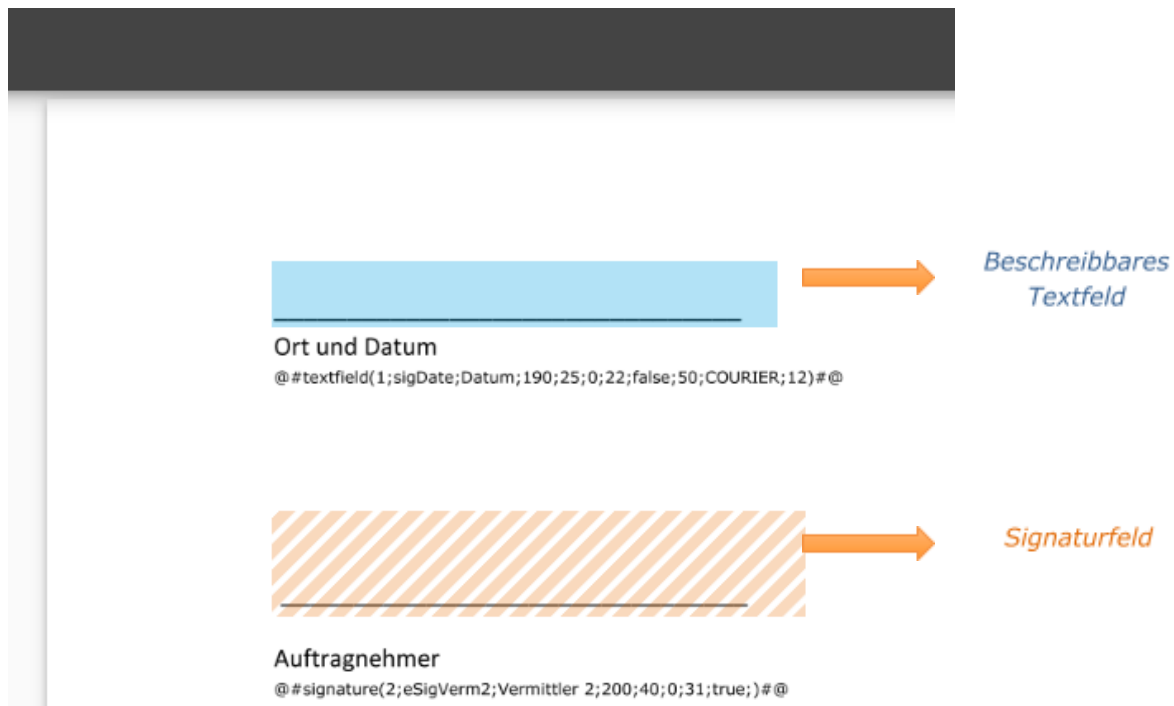 Beschreibbares
Textfeld
Ort und Datum
@#textfield(1;sigDate;Datum;190;25;0;22;false;50;COURIER;12)#@
Signaturfeld
Auftragnehmer
@#signature(2;eSigVerm2;Vermittler 2;200;40;0;31;true;)#@